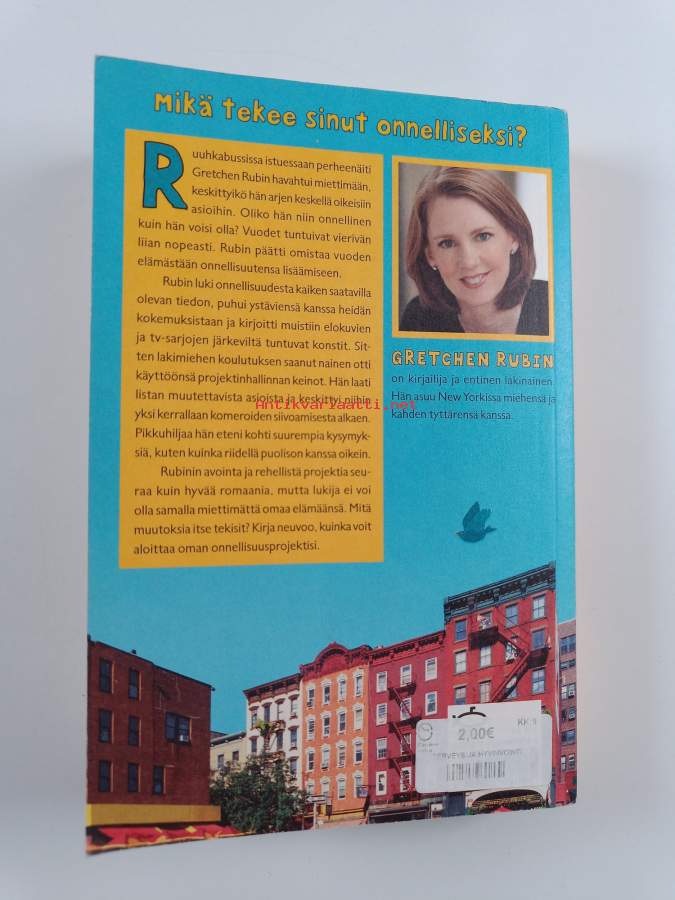 Mikä tekee sinut onnelliseksi?
Ruuhkabussissa istuessaan perheenäiti
Gretchen Rubin havahtui miettimään,
keskittyikö hän arjen keskellä oikeisiin
asioihin. Oliko hän niin onnellinen
kuin hän voisi olla? Vuodet tuntuivat vierivän
liian nopeasti. Rubin päätti omistaa vuoden
elämästään onnellisuutensa lisäämiseen.
Rubin luki onnellisuudesta kaiken saatavilla
olevan tiedon, puhui ystäviensä kanssa heidän
kokemuksistaan ja kirjoitti muistiin elokuvien
ja tv-sarjojen järkeviltä tuntuvat konstit. Sit-
ten lakimiehen koulutuksen saanut nainen otti
käyttöönsä projektinhallinnan keinot. Hän laati
listan muutettavista asioista ja keskittyi niihin
yksi kerrallaan komeroiden siivoamisesta alkaen.
Pikkuhiljaa hän eteni kohti suurempia kysymyk-
siä, kuten kuinka riidellä puolison kanssa oikein.
Rubinin avointa ja rehellistä projektia seu-
raa kuin hyvää romaania, mutta lukija ei voi
olla samalla miettimättä omaa elämäänsä. Mitä
muutoksia itse tekisit? Kirja neuvoo, kuinka voit
aloittaa oman onnellisuusprojektisi.
GRETCHEN RUBIN
on kirjailija ja entinen lakinainen.
Hän asuu New Yorkissa miehensä ja
kahden tyttärensä kanssa.
Antikvariaatti.net
2,00€